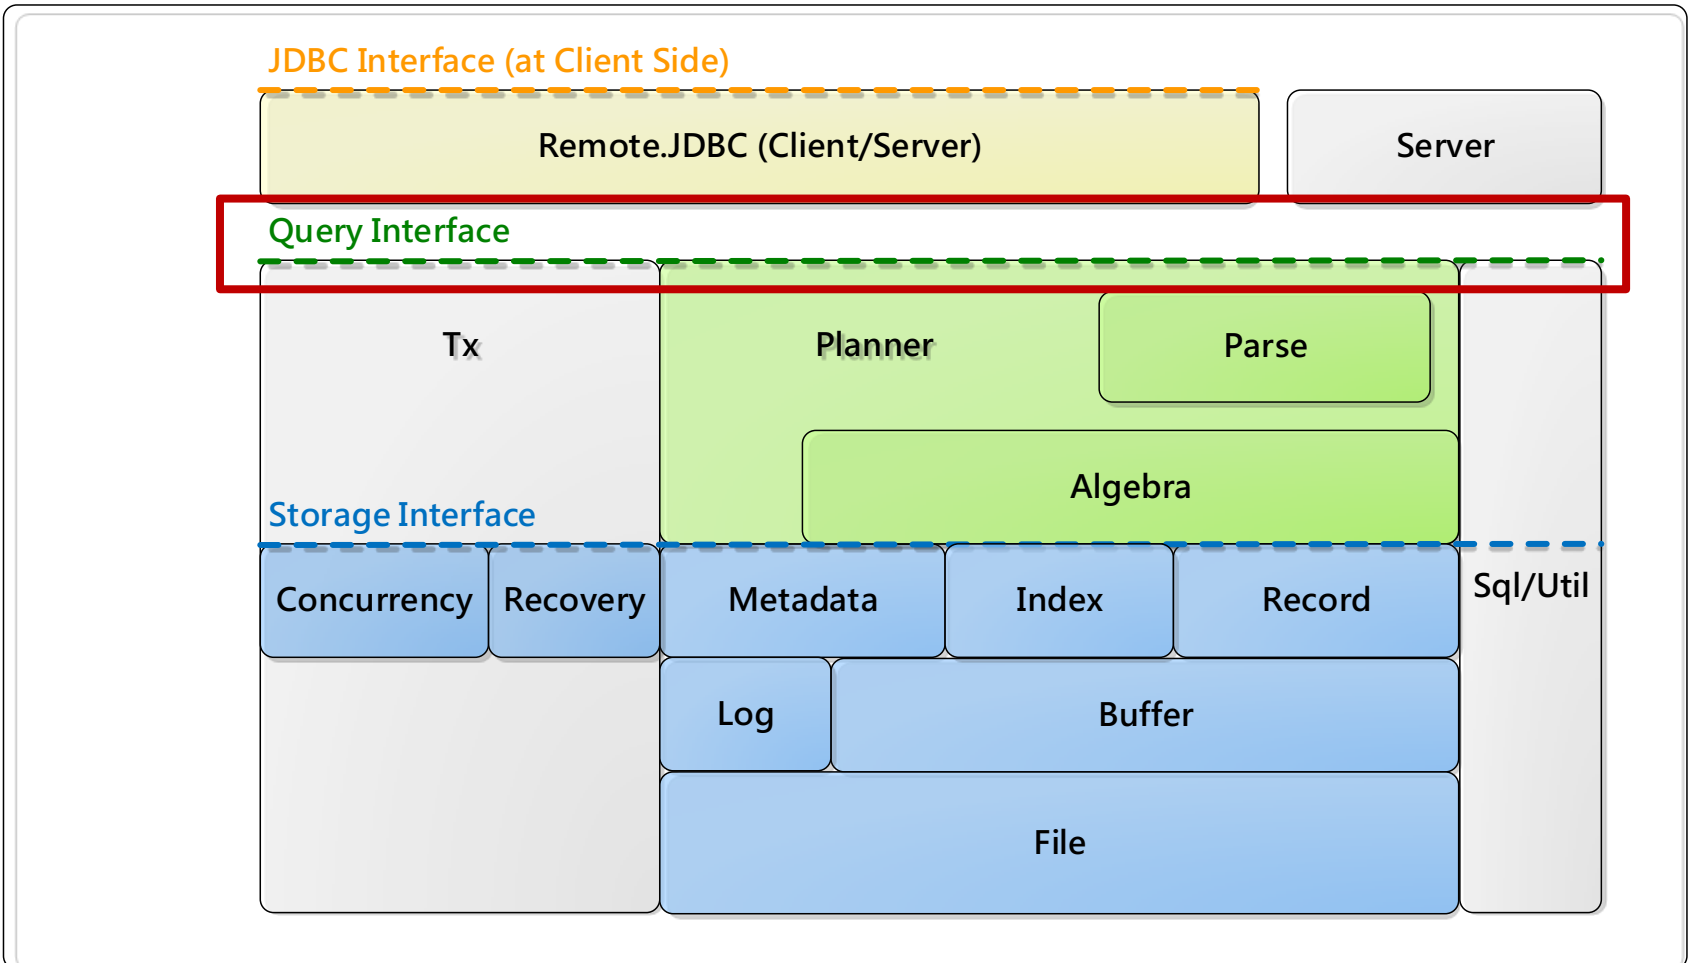 JDBC Interface (at Client Side)
Remote.JDBC (Client/Server)
Server
Query Interface
Tx
Planner
Parse
Algebra
Storage Interface
Concurrency
Recovery
Metadata
Index
Record
Sql/Util
Log
Buffer
File